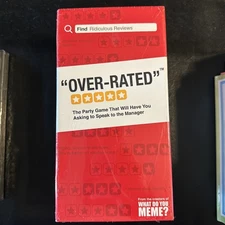 Find Ridiculous Reviews
“OVER-RATED”™
The Party Game That Will Have You
Asking to Speak to the Manager
From the creators of
WHAT DO YOU
MEME?